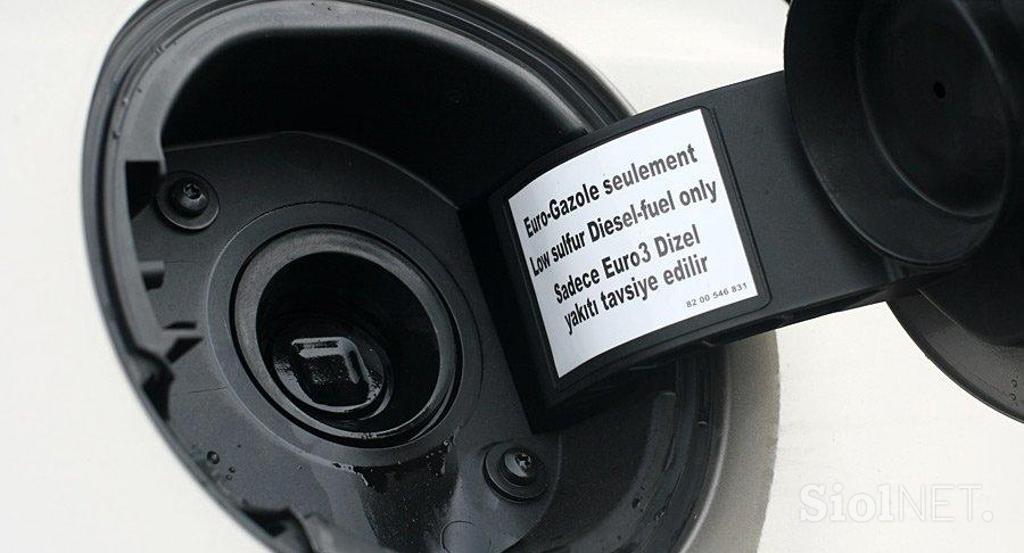 Euro-Gazole seulement
Low sulfur Diesel-fuel only
Sadece Euro3 Dizel
yakıtı tavsiye edilir
82 00 546 831
SiolNET.